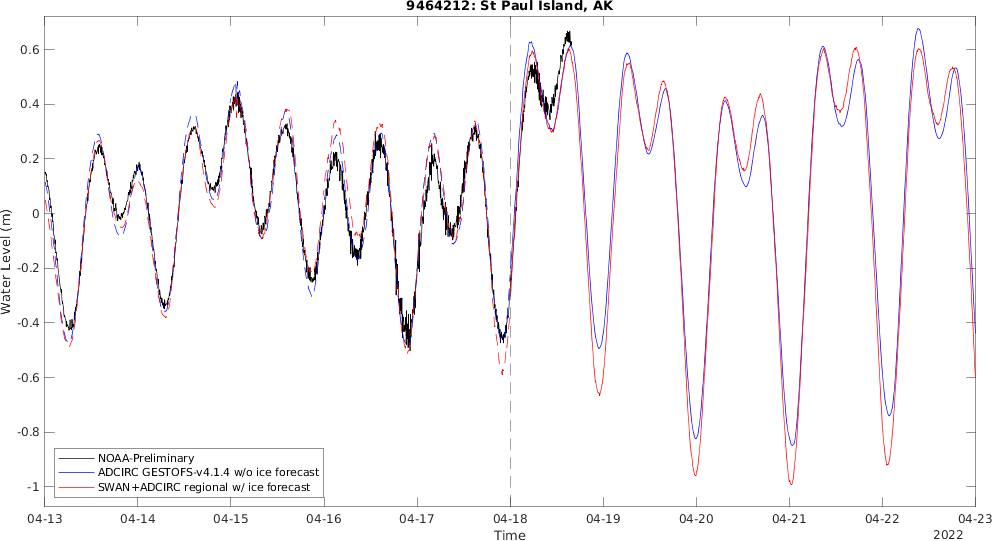 9464212: St Paul Island, AK
0.6
0.4
0.2
0
-0.2
-0.4
-0.6
-0.8
-1
Water Level (m)
NOAA-Preliminary
ADCIRC GESTOFS-v4.1.4 w/o ice forecast
SWAN+ADCIRC regional w/ ice forecast
04-13 04-14 04-15 04-16 04-17 04-18 04-19 04-20 04-21 04-22 04-23
Time
2022